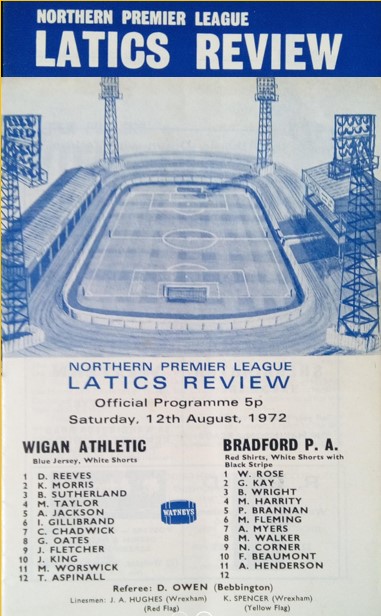 NORTHERN PREMIER LEAGUE
LATICS REVIEW
NORTHERN PREMIER LEAGUE
LATICS REVIEW
Official Programme 5p
Saturday, 12th August, 1972
WIGAN ATHLETIC
Blue Jersey, White Shorts
1 D. REEVES
2 K. MORRIS
3 B. SUTHERLAND
4 M. TAYLOR
5 A. JACKSON
6 I. GILLIBRAND
7 C. CHADWICK
8 G. OATES
9 J. FLETCHER
10 J. KING
11 M. WORSWICK
12 T. ASPINALL
WATNEYS
BRADFORD P. A.
Red Shirts, White Shorts with
Black Stripe
1 W. ROSE
2 G. KAY
3 B. WRIGHT
4 M. HARRITY
5 P. BRANNAN
6 M. FLEMING
7 A. MYERS
8 M. WALKER
9 N. CORNER
10 F. BEAUMONT
11 A. HENDERSON
12
Referee: D. OWEN (Bebbington)
Linesmen: J. A. HUGHES (Wrexham) K. SPENCER (Wrexham)
(Red Flag) (Yellow Flag)